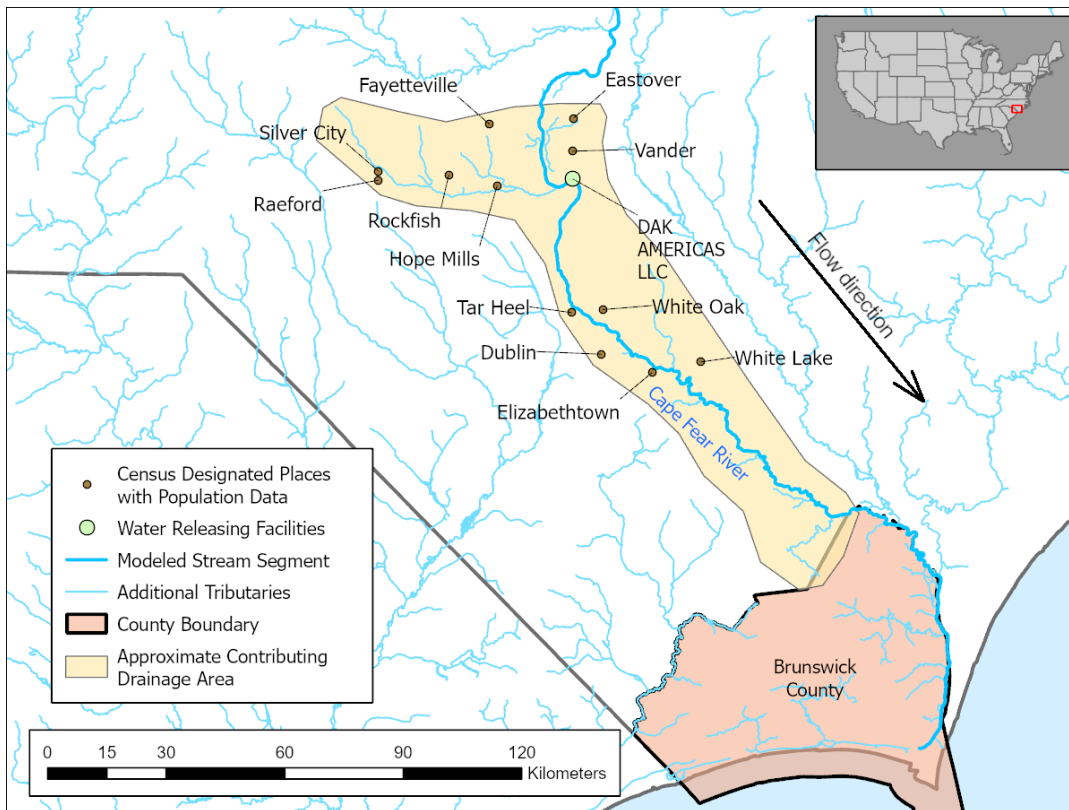 Fayetteville
Eastover
Silver City
Vander
Raeford
Rockfish
DAK
AMERICAS
LLC
Hope Mills
Flow direction
Tar Heel
White Oak
Dublin
White Lake
Elizabethtown
Cape Fear River
Census Designated Places
with Population Data
Water Releasing Facilities
Modeled Stream Segment
Additional Tributaries
County Boundary
Approximate Contributing
Drainage Area
Brunswick
County
0 15 30 60 90 120
Kilometers